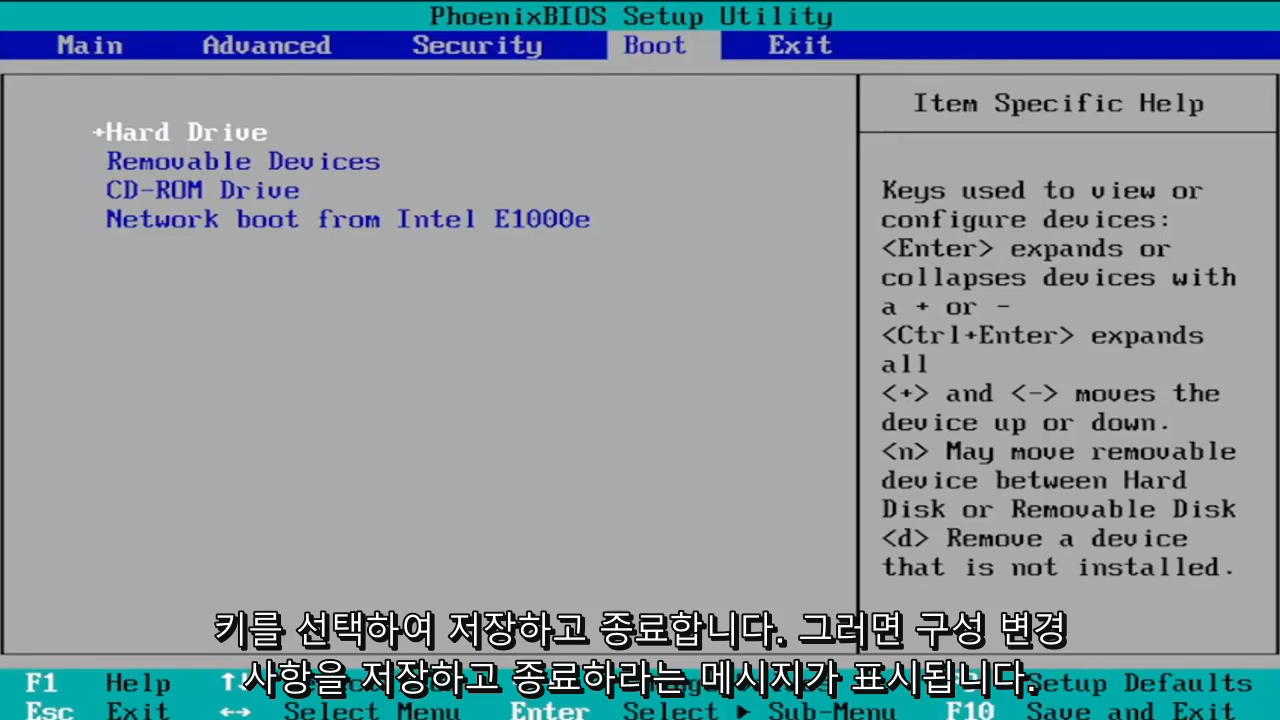 PhoenixBIOS Setup Utility
Main Advanced Security Boot Exit
+Hard Drive
Removable Devices
CD-ROM Drive
Network boot from Intel E1000e
Item Specific Help
Keys used to view or
configure devices:
<Enter> expands or
collapses devices with
a + or -
<Ctrl+Enter> expands
all
<+> and <-> moves the
device up or down.
<n> May move removable
device between Hard
Disk or Removable Disk
<d> Remove a device
that is not installed.
키를 선택하여 저장하고 종료합니다. 그러면 구성 변경
사항을 저장하고 종료하라는 메시지가 표시됩니다.
F1 Help Setup Defaults
Esc Exit ↔ Select Menu Enter Select ▶ Sub-Menu F10 Save and Exit